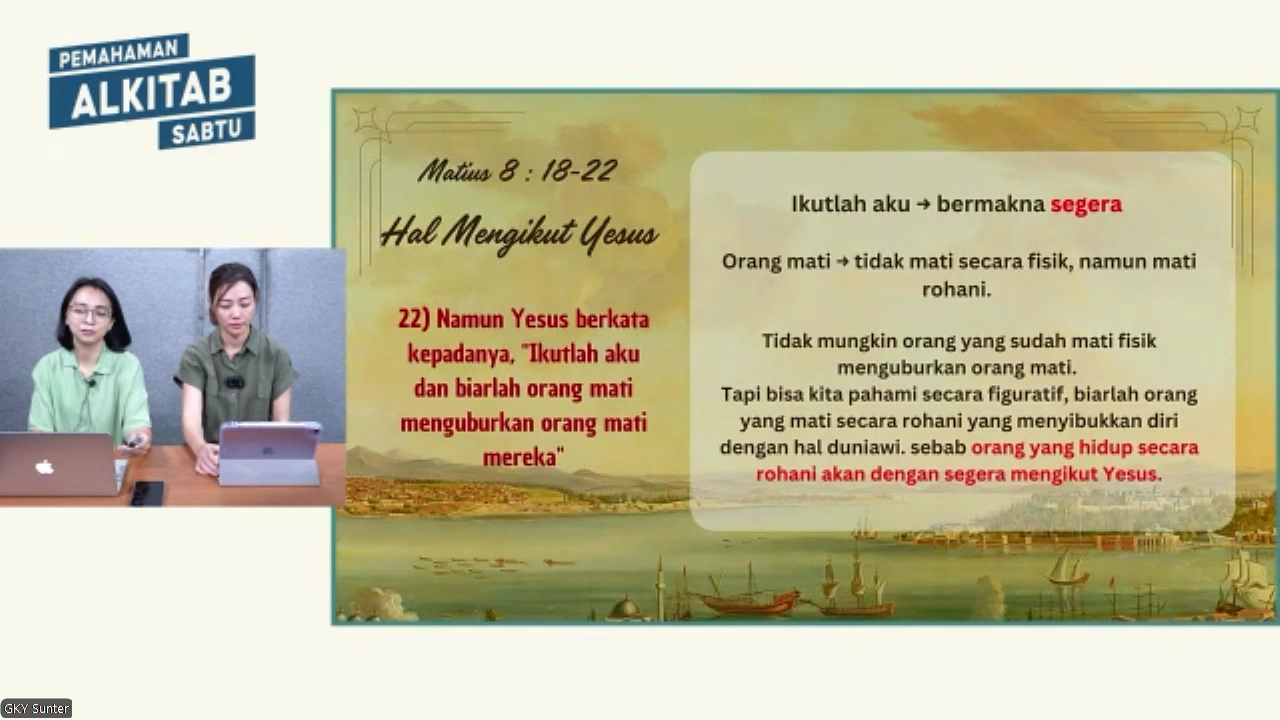 PEMAHAMAN
ALKITAB
SABTU
Matius 8 : 18-22
Hal Mengikut Yesus
22) Namun Yesus berkata
kepadanya, "Ikutlah aku
dan biarlah orang mati
menguburkan orang mati
mereka"
Ikutlah aku → bermakna segera
Orang mati → tidak mati secara fisik, namun mati
rohani.
Tidak mungkin orang yang sudah mati fisik
menguburkan orang mati.
Tapi bisa kita pahami secara figuratif, biarlah orang
yang mati secara rohani yang menyibukkan diri
dengan hal duniawi. sebab orang yang hidup secara
rohani akan dengan segera mengikut Yesus.
GKY Sunter